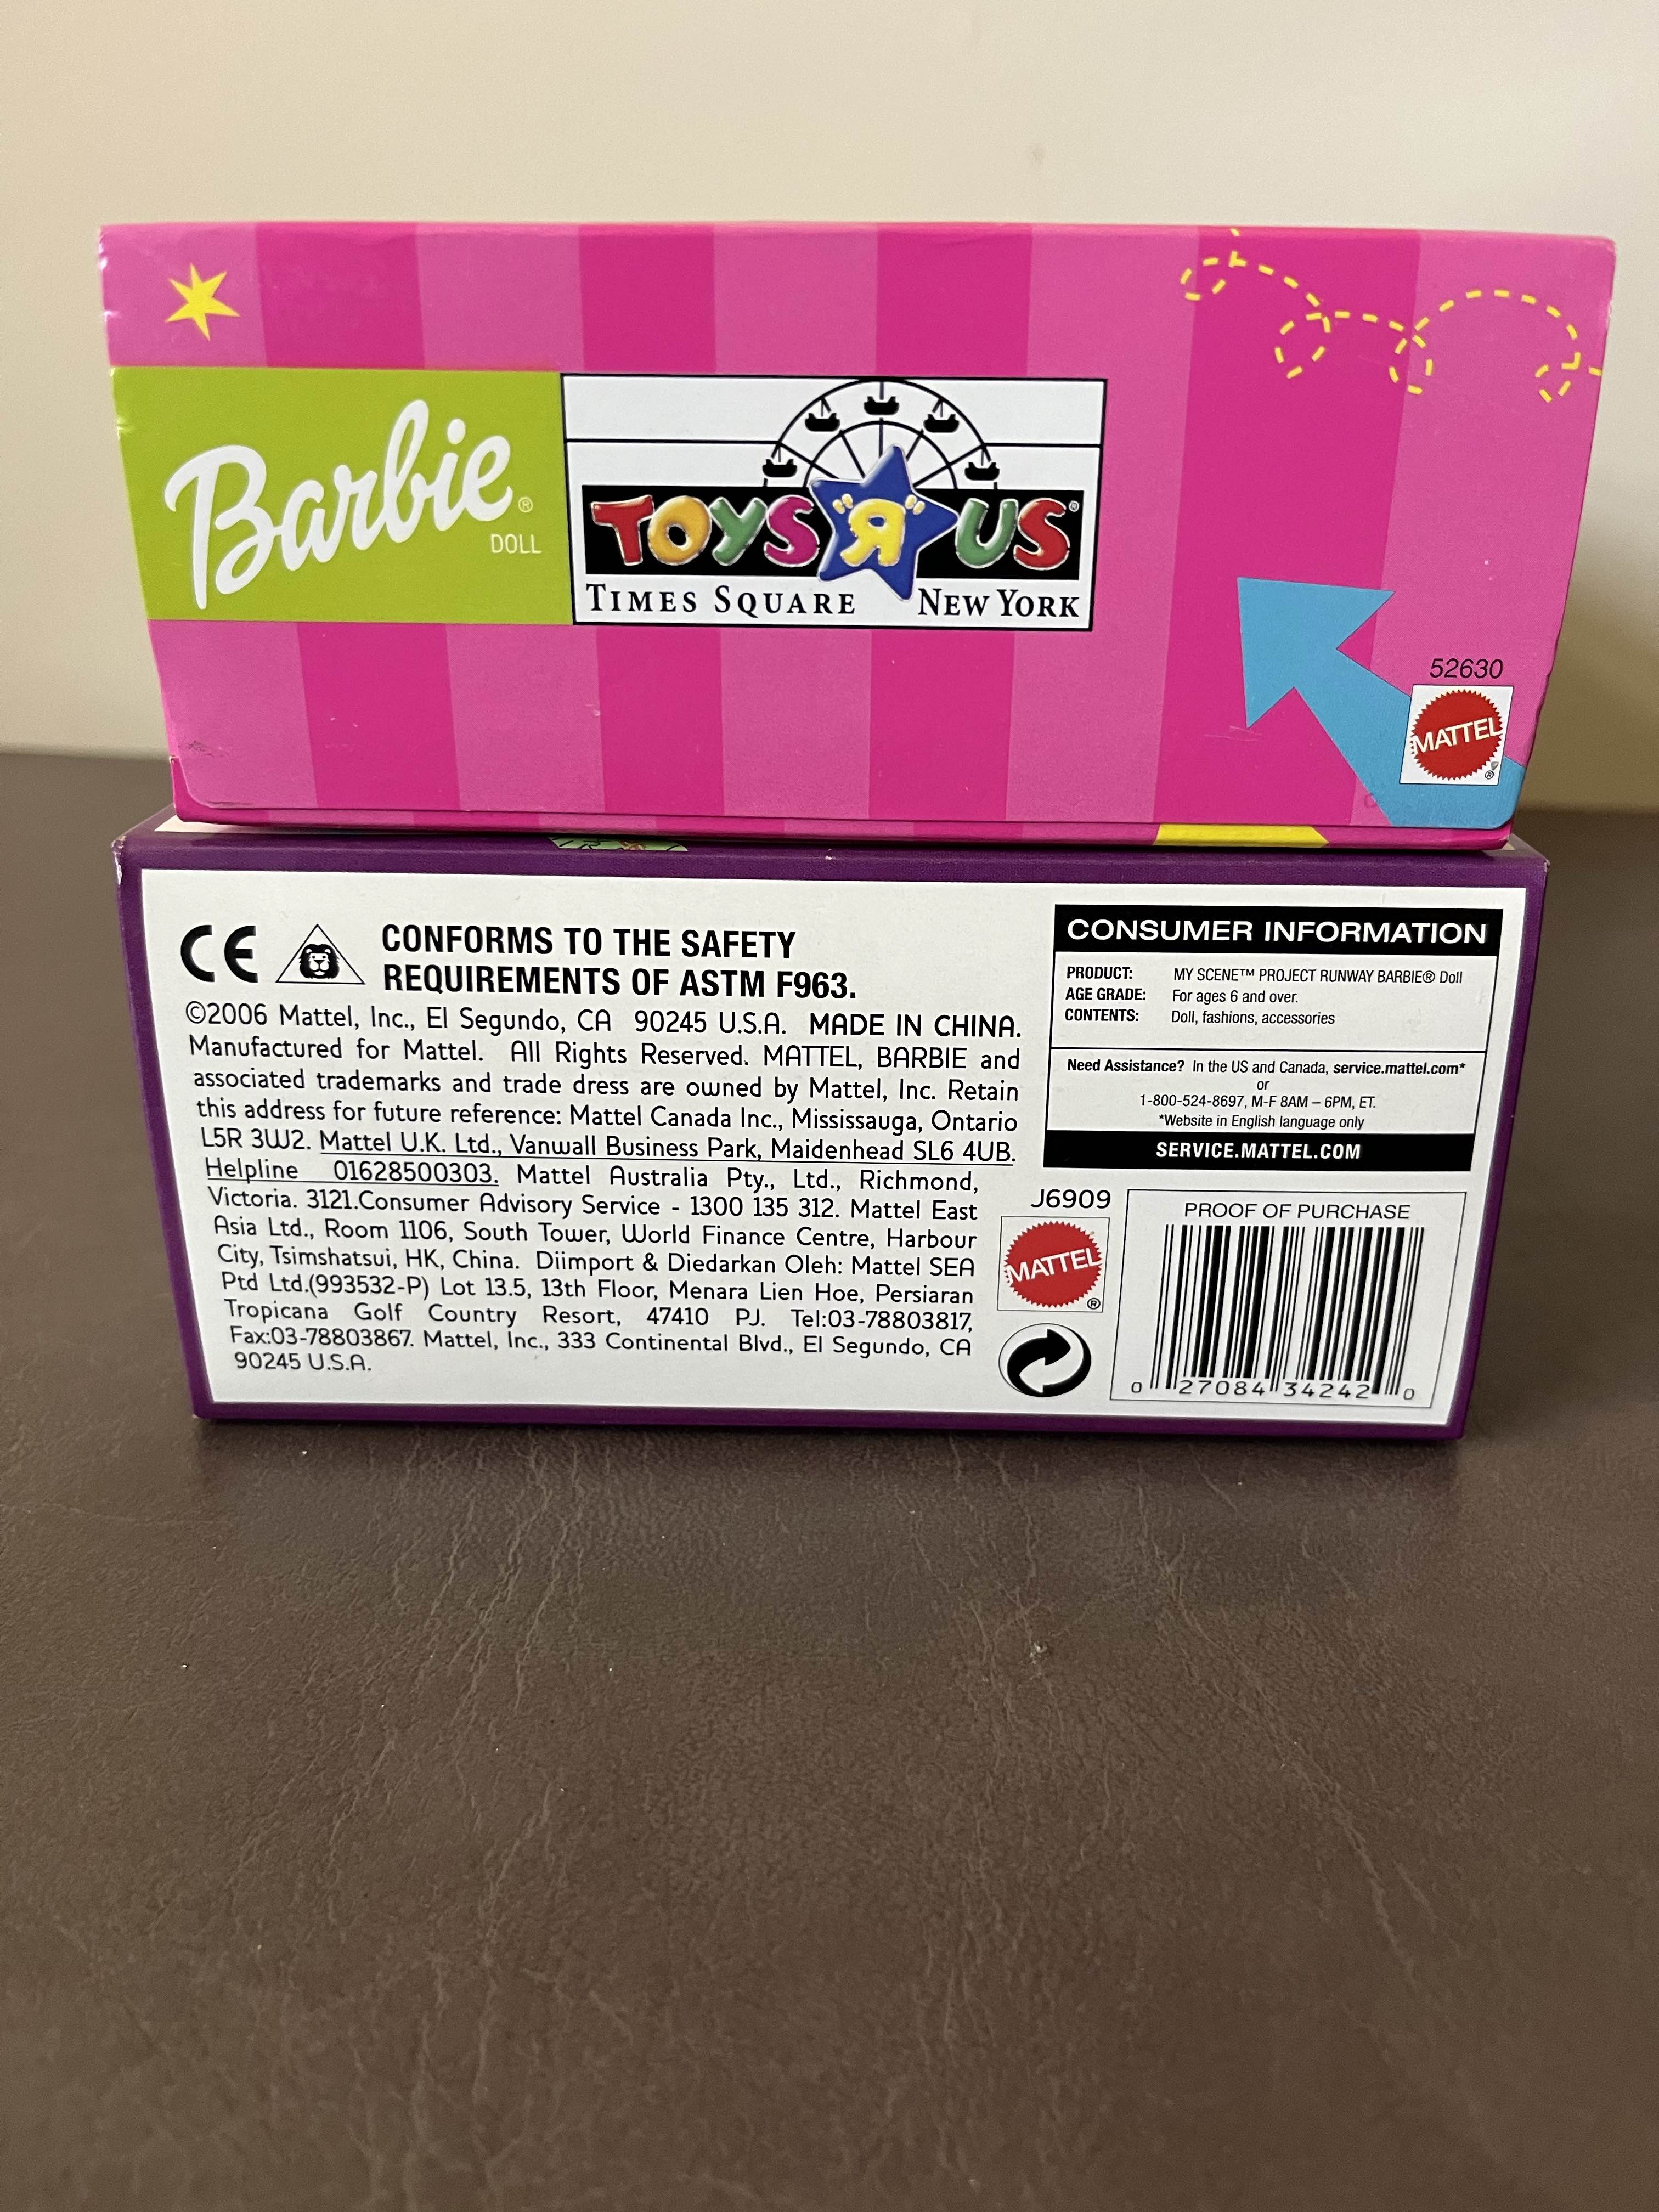 Barbie®
DOLL
TOYS "R" US®
TIMES SQUARE NEW YORK
52630
MATTEL
®
CE
CONFORMS TO THE SAFETY
REQUIREMENTS OF ASTM F963.
©2006 Mattel, Inc., El Segundo, CA 90245 U.S.A. MADE IN CHINA.
Manufactured for Mattel. All Rights Reserved. MATTEL, BARBIE and
associated trademarks and trade dress are owned by Mattel, Inc. Retain
this address for future reference: Mattel Canada Inc., Mississauga, Ontario
L5R 3W2. Mattel U.K. Ltd., Vanwall Business Park, Maidenhead SL6 4UB.
Helpline 01628500303. Mattel Australia Pty., Ltd., Richmond,
Victoria. 3121.Consumer Advisory Service - 1300 135 312. Mattel East
Asia Ltd., Room 1106, South Tower, World Finance Centre, Harbour
City, Tsimshatsui, HK, China. Diimport & Diedarkan Oleh: Mattel SEA
Ptd Ltd.(993532-P) Lot 13.5, 13th Floor, Menara Lien Hoe, Persiaran
Tropicana Golf Country Resort, 47410 PJ. Tel:03-78803817,
Fax:03-78803867. Mattel, Inc., 333 Continental Blvd., El Segundo, CA
90245 U.S.A.
CONSUMER INFORMATION
PRODUCT: MY SCENE™ PROJECT RUNWAY BARBIE® Doll
AGE GRADE: For ages 6 and over.
CONTENTS: Doll, fashions, accessories
Need Assistance? In the US and Canada, service.mattel.com*
or
1-800-524-8697, M-F 8AM – 6PM, ET.
*Website in English language only
SERVICE.MATTEL.COM
J6909
MATTEL
®
PROOF OF PURCHASE
0 27084 34242 0